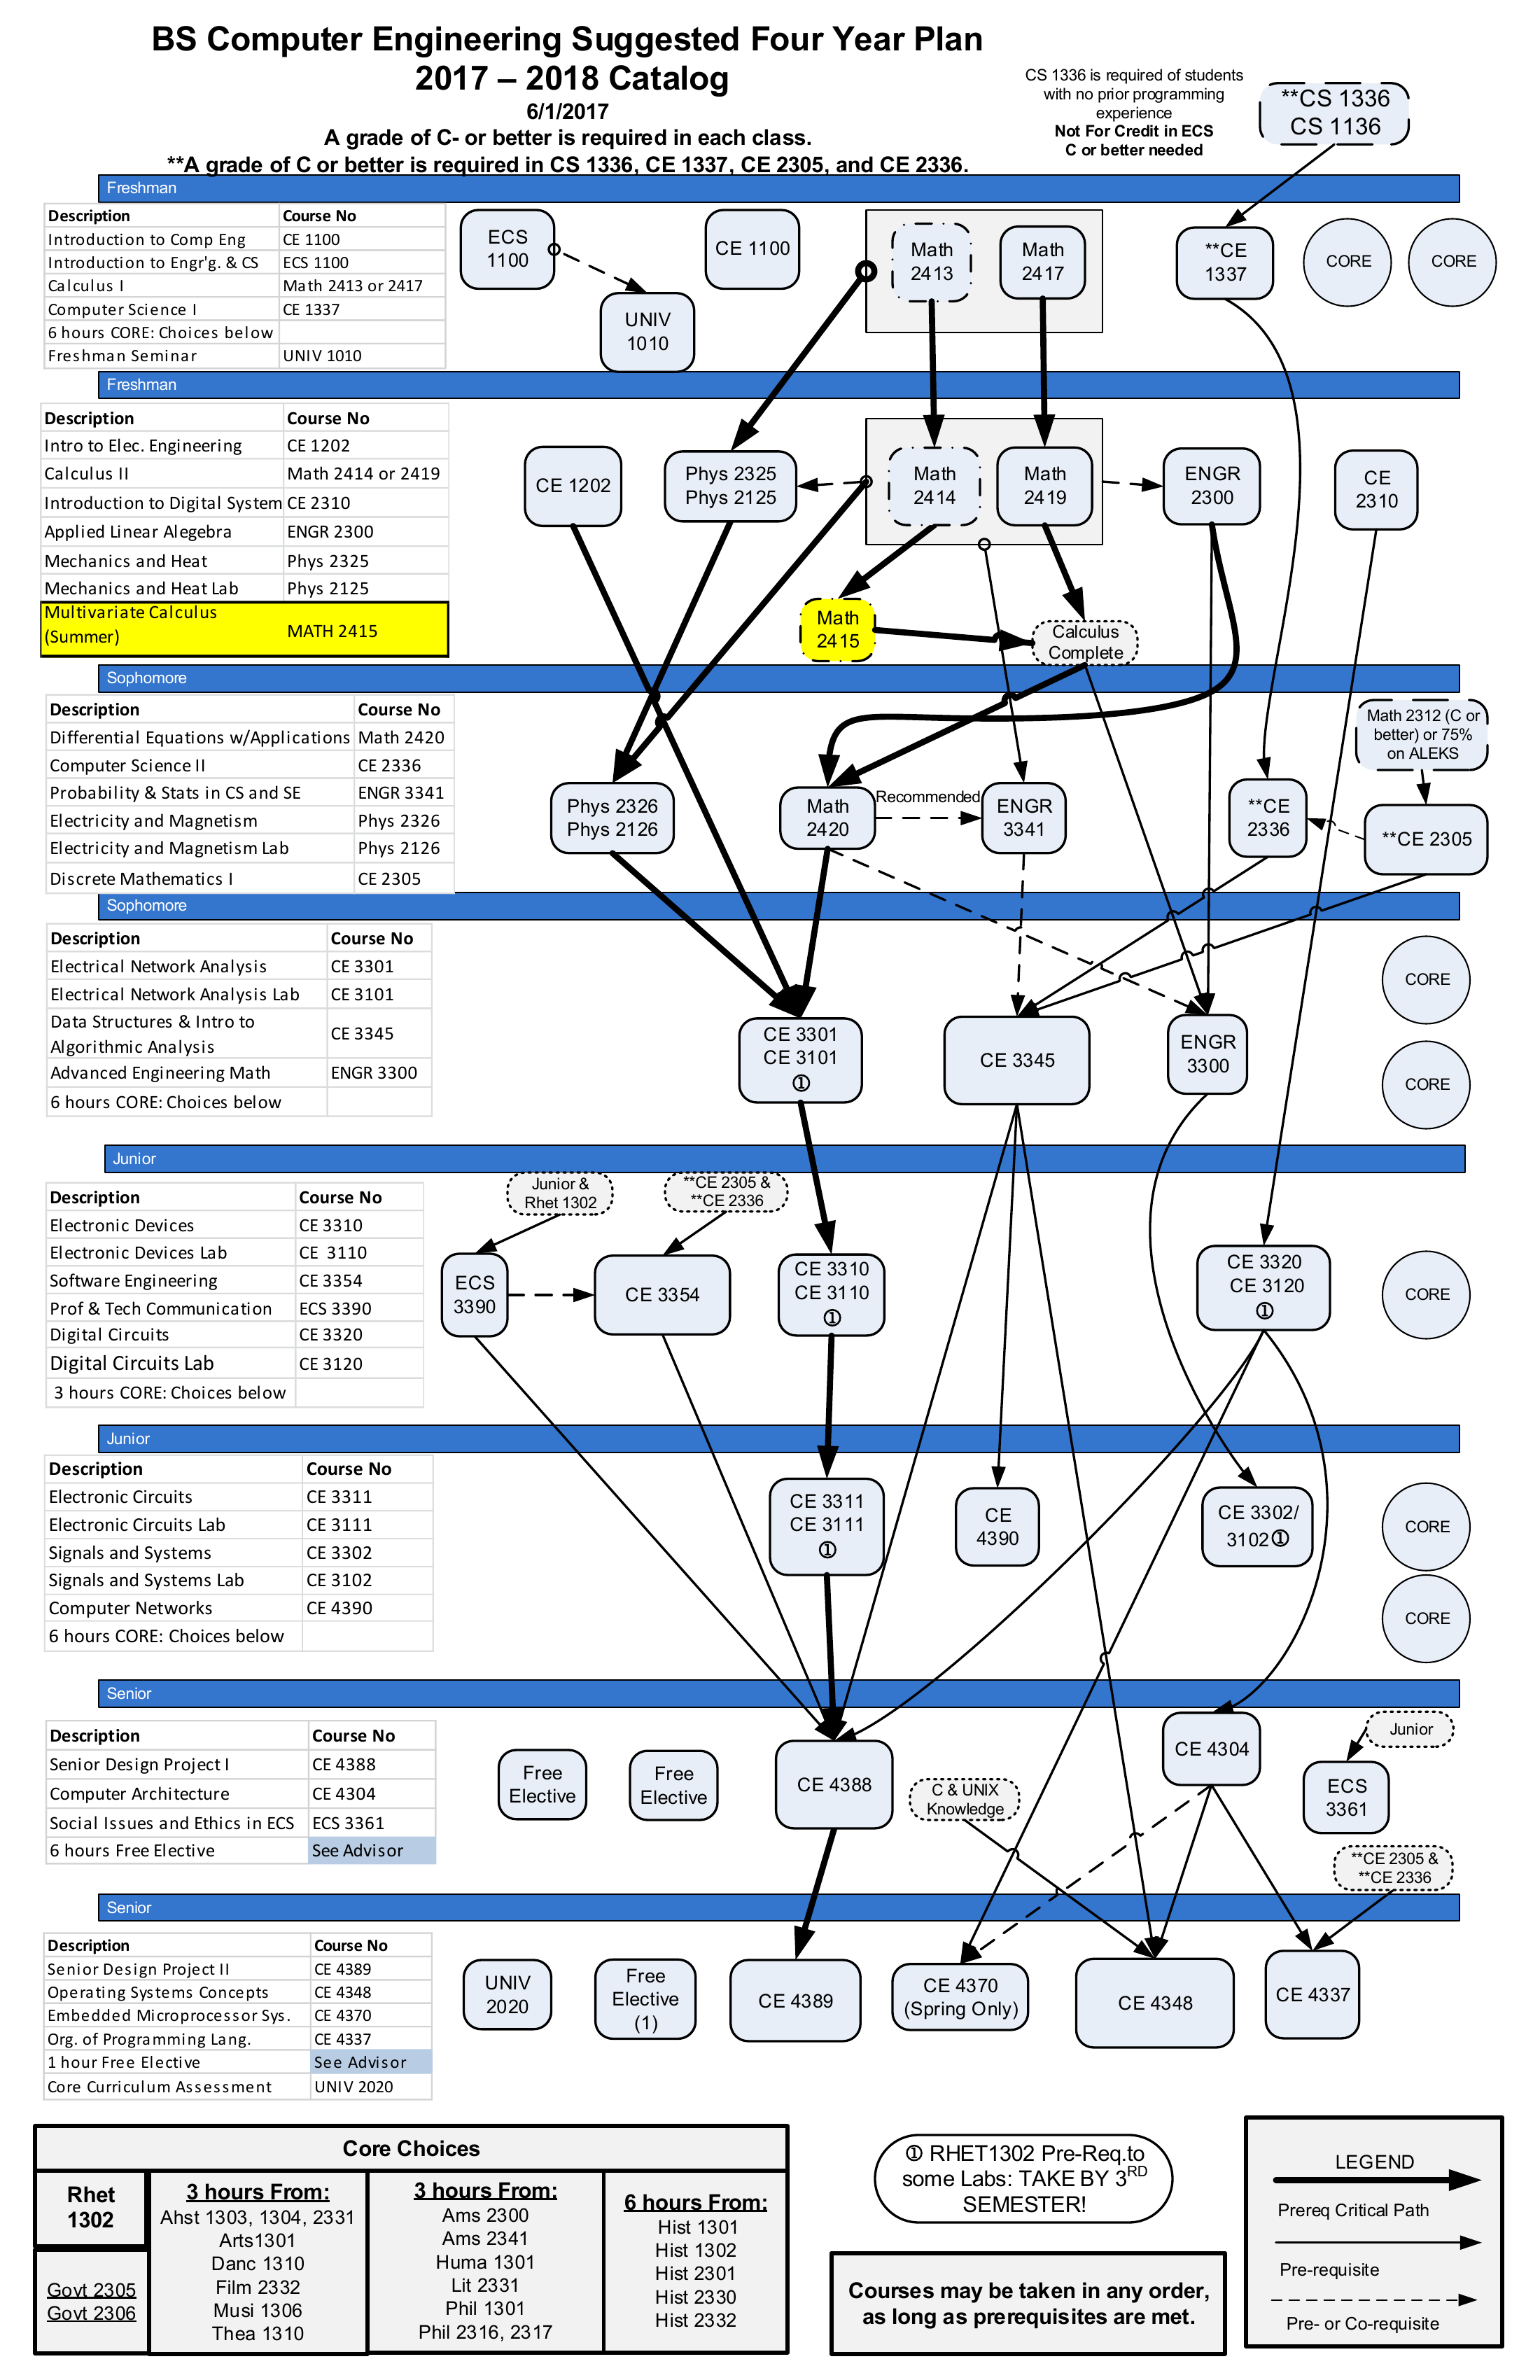 BS Computer Engineering Suggested Four Year Plan
2017 – 2018 Catalog
6/1/2017
A grade of C- or better is required in each class.
**A grade of C or better is required in CS 1336, CE 1337, CE 2305, and CE 2336.
CS 1336 is required of students
with no prior programming
experience
Not For Credit in ECS
C or better needed
**CS 1336
CS 1136
Freshman
Description Course No
Introduction to Comp Eng CE 1100
Introduction to Engr'g. & CS ECS 1100
Calculus I Math 2413 or 2417
Computer Science I CE 1337
6 hours CORE: Choices below
Freshman Seminar UNIV 1010
ECS
1100
UNIV
1010
CE 1100
Math
2413
Math
2417
**CE
1337
CORE
CORE
Freshman
Description Course No
Intro to Elec. Engineering CE 1202
Calculus II Math 2414 or 2419
Introduction to Digital System CE 2310
Applied Linear Alegebra ENGR 2300
Mechanics and Heat Phys 2325
Mechanics and Heat Lab Phys 2125
Multivariate Calculus
(Summer) MATH 2415
CE 1202
Phys 2325
Phys 2125
Math
2414
Math
2419
ENGR
2300
CE
2310
Math
2415
Calculus
Complete
Sophomore
Description Course No
Differential Equations w/Applications Math 2420
Computer Science II CE 2336
Probability & Stats in CS and SE ENGR 3341
Electricity and Magnetism Phys 2326
Electricity and Magnetism Lab Phys 2126
Discrete Mathematics I CE 2305
Math 2312 (C or
better) or 75%
on ALEKS
Phys 2326
Phys 2126
Math
2420
Recommended
ENGR
3341
**CE
2336
**CE 2305
Sophomore
Description Course No
Electrical Network Analysis CE 3301
Electrical Network Analysis Lab CE 3101
Data Structures & Intro to
Algorithmic Analysis CE 3345
Advanced Engineering Math ENGR 3300
6 hours CORE: Choices below
CE 3301
CE 3101
①
CE 3345
ENGR
3300
CORE
CORE
Junior
Description Course No
Electronic Devices CE 3310
Electronic Devices Lab CE 3110
Software Engineering CE 3354
Prof & Tech Communication ECS 3390
Digital Circuits CE 3320
Digital Circuits Lab CE 3120
3 hours CORE: Choices below
Junior &
Rhet 1302
**CE 2305 &
**CE 2336
ECS
3390
CE 3354
CE 3310
CE 3110
①
CE 3320
CE 3120
①
CORE
Junior
Description Course No
Electronic Circuits CE 3311
Electronic Circuits Lab CE 3111
Signals and Systems CE 3302
Signals and Systems Lab CE 3102
Computer Networks CE 4390
6 hours CORE: Choices below
CE 3311
CE 3111
①
CE
4390
CE 3302/
3102①
CORE
CORE
Senior
Description Course No
Senior Design Project I CE 4388
Computer Architecture CE 4304
Social Issues and Ethics in ECS ECS 3361
6 hours Free Elective See Advisor
Free
Elective
Free
Elective
CE 4388
C & UNIX
Knowledge
CE 4304
Junior
ECS
3361
**CE 2305 &
**CE 2336
Senior
Description Course No
Senior Design Project II CE 4389
Operating Systems Concepts CE 4348
Embedded Microprocessor Sys. CE 4370
Org. of Programming Lang. CE 4337
1 hour Free Elective See Advisor
Core Curriculum Assessment UNIV 2020
UNIV
2020
Free
Elective
(1)
CE 4389
CE 4370
(Spring Only)
CE 4348
CE 4337
Core Choices
Rhet
1302
Govt 2305
Govt 2306
3 hours From:
Ahst 1303, 1304, 2331
Arts1301
Danc 1310
Film 2332
Musi 1306
Thea 1310
3 hours From:
Ams 2300
Ams 2341
Huma 1301
Lit 2331
Phil 1301
Phil 2316, 2317
6 hours From:
Hist 1301
Hist 1302
Hist 2301
Hist 2330
Hist 2332
① RHET1302 Pre-Req.to
some Labs: TAKE BY 3RD
SEMESTER!
Courses may be taken in any order,
as long as prerequisites are met.
LEGEND
Prereq Critical Path
Pre-requisite
Pre- or Co-requisite